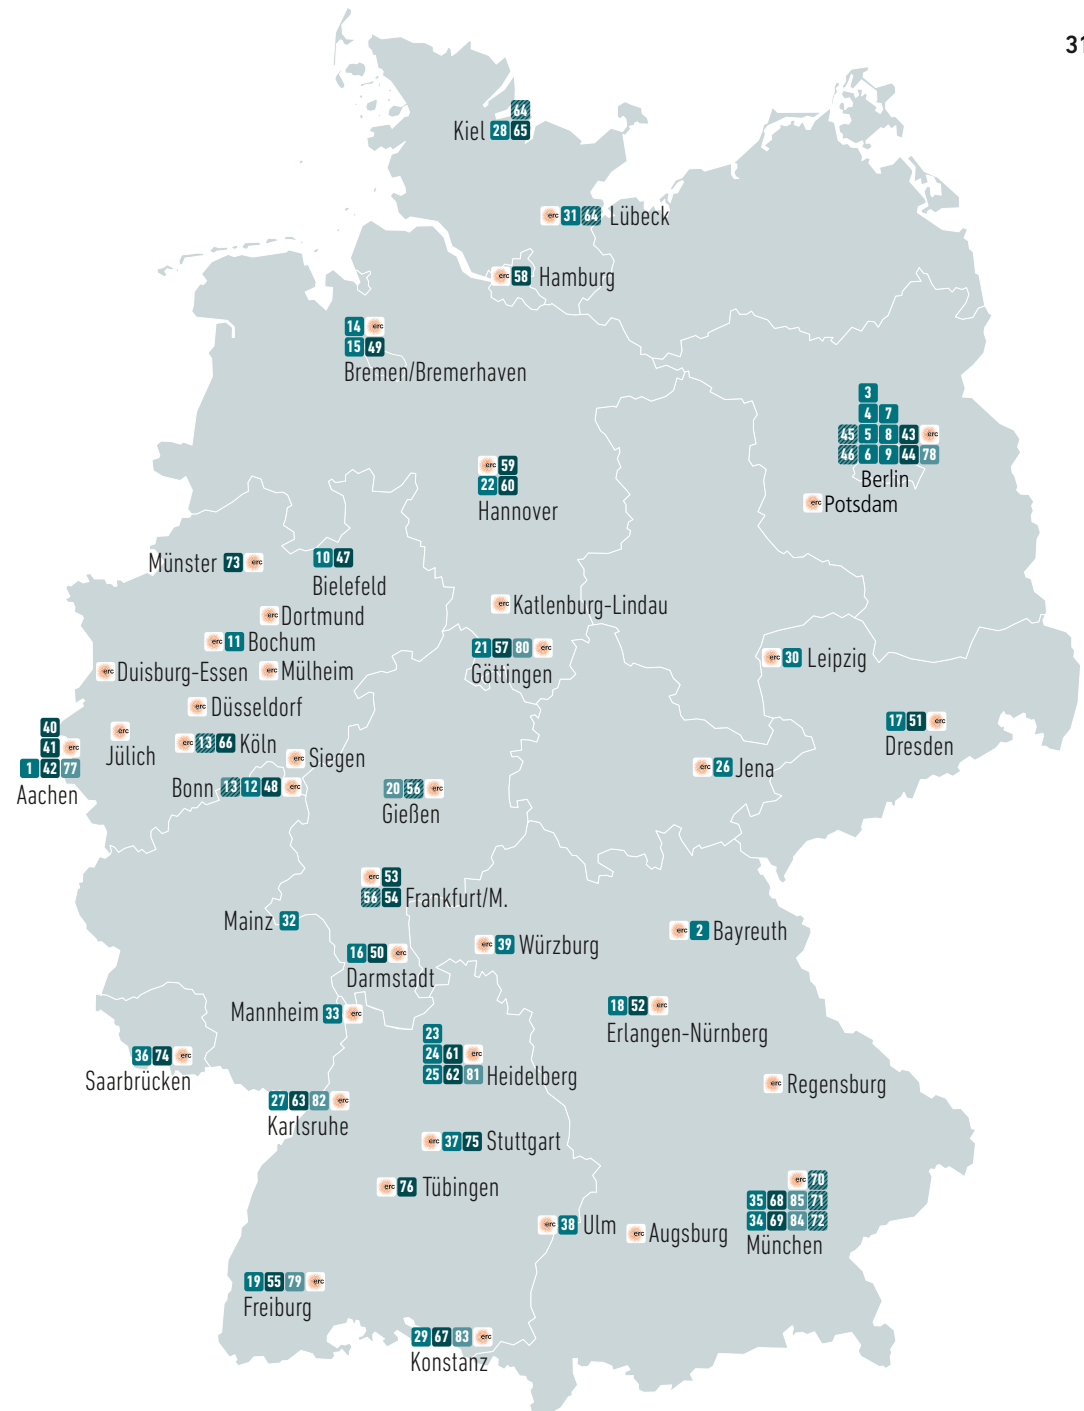 31
64
Kiel 28 65
erc 31 64 Lübeck
erc 58 Hamburg
14 erc
15 49
Bremen/Bremerhaven
3
4 7
45 5 8 43 erc
46 6 9 44 78
Berlin
erc Potsdam
erc 59
22 60
Hannover
Münster 73 erc
10 47
Bielefeld
erc Katlenburg-Lindau
erc Dortmund
erc 11 Bochum
21 57 80 erc
Göttingen
erc 30 Leipzig
erc Duisburg-Essen
erc Mülheim
erc Düsseldorf
17 51 erc
Dresden
40
41 erc
1 42 77
Aachen
erc
Jülich
erc 13 66 Köln
erc Siegen
erc 26 Jena
Bonn 13 12 48 erc
20 56 erc
Gießen
erc 53
56 54 Frankfurt/M.
Mainz 32
erc 2 Bayreuth
erc 39 Würzburg
16 50 erc
Darmstadt
Mannheim 33 erc
18 52 erc
Erlangen-Nürnberg
23
24 61 erc
25 62 81 Heidelberg
36 74 erc
Saarbrücken
erc Regensburg
27 63 82 erc
Karlsruhe
erc 37 75 Stuttgart
erc 76 Tübingen
erc 70
35 68 85 71
34 69 84 72
München
erc 38 Ulm
erc Augsburg
19 55 79 erc
Freiburg
29 67 83 erc
Konstanz